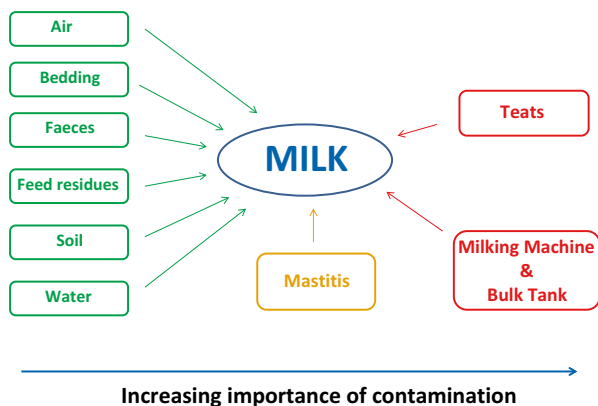 Air
Bedding
Faeces
Feed residues
Soil
Water
MILK
Mastitis
Teats
Milking Machine
&
Bulk Tank
Increasing importance of contamination